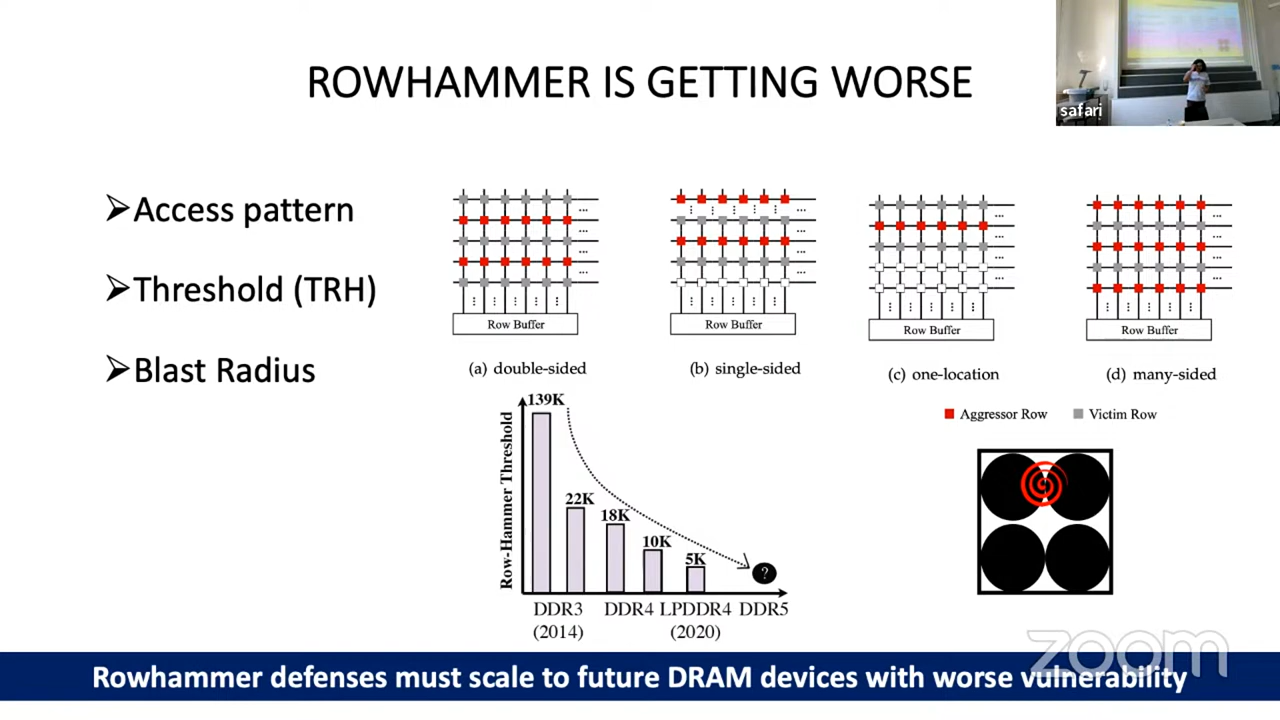 ROWHAMMER IS GETTING WORSE
safari
➢Access pattern
➢Threshold (TRH)
➢Blast Radius
... ... ... ...
Row Buffer
(a) double-sided
Row Buffer
(b) single-sided
Row Buffer
(c) one-location
Row Buffer
(d) many-sided
Aggressor Row
Victim Row
Row-Hammer Threshold
139K
22K
18K
10K
5K
?
DDR3
(2014)
DDR4
LPDDR4
(2020)
DDR5
zoom
Rowhammer defenses must scale to future DRAM devices with worse vulnerability